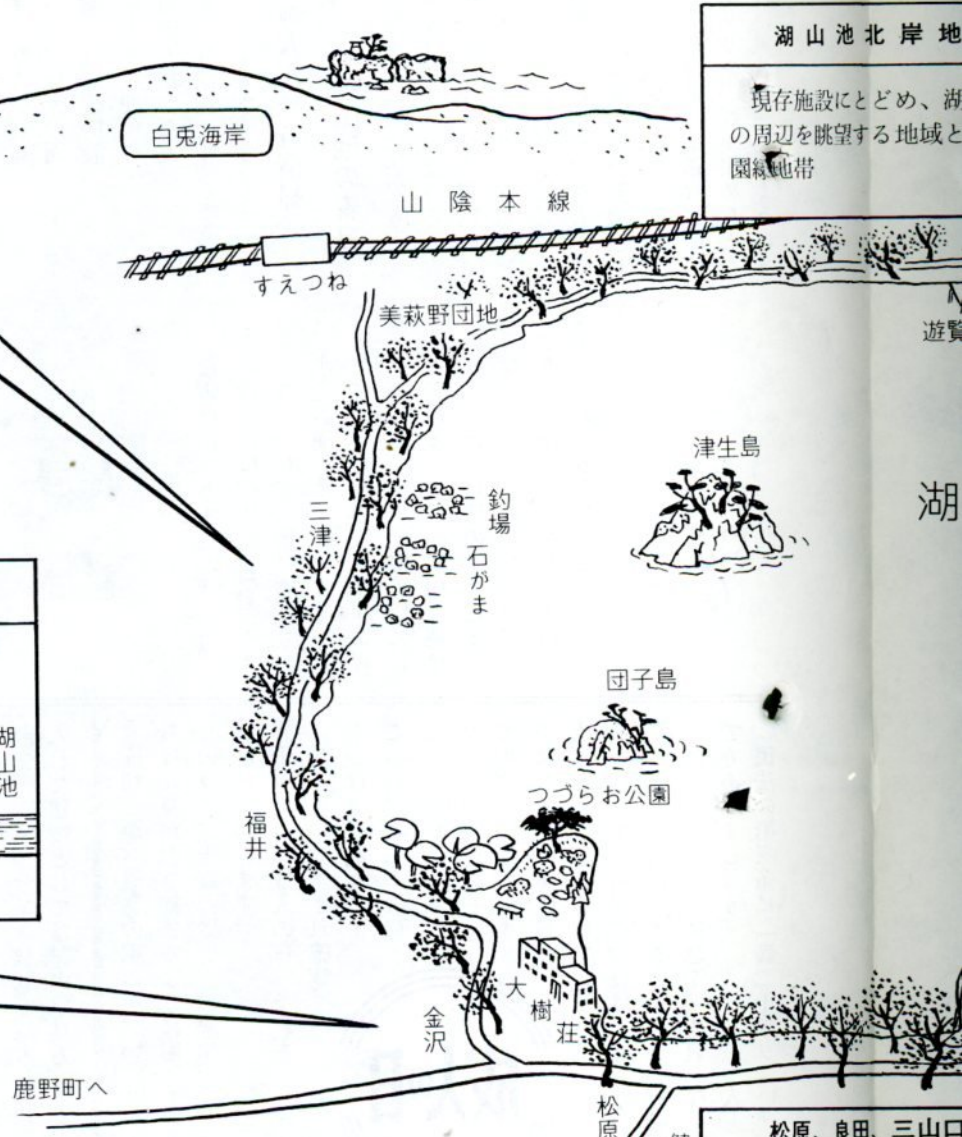 湖山池北岸地
現存施設にとどめ、湖
の周辺を眺望する地域と
園緑地帯
白兎海岸
山陰本線
すえつね
美萩野団地
遊覧
津生島
湖
釣場
三津
石がま
団子島
つづらお公園
湖山池
福井
大樹荘
金沢
鹿野町へ
松原
松原、良田、三山口